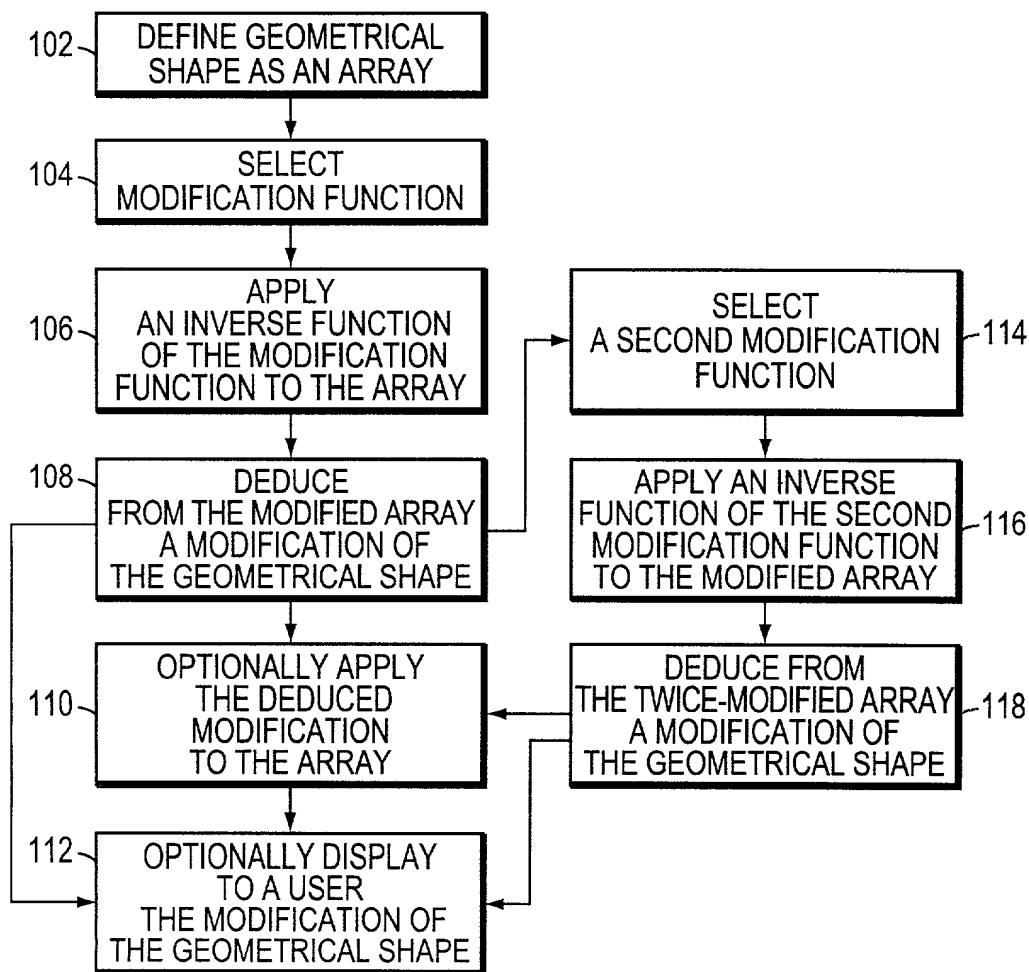 102
DEFINE GEOMETRICAL
SHAPE AS AN ARRAY
104
SELECT
MODIFICATION FUNCTION
106
APPLY
AN INVERSE FUNCTION
OF THE MODIFICATION
FUNCTION TO THE ARRAY
108
DEDUCE
FROM THE MODIFIED ARRAY
A MODIFICATION OF
THE GEOMETRICAL SHAPE
110
OPTIONALLY APPLY
THE DEDUCED
MODIFICATION
TO THE ARRAY
112
OPTIONALLY DISPLAY
TO A USER
THE MODIFICATION OF
THE GEOMETRICAL SHAPE
SELECT
A SECOND MODIFICATION
FUNCTION
114
APPLY AN INVERSE
FUNCTION OF THE SECOND
MODIFICATION FUNCTION
TO THE MODIFIED ARRAY
116
DEDUCE FROM
THE TWICE-MODIFIED ARRAY
A MODIFICATION OF
THE GEOMETRICAL SHAPE
118